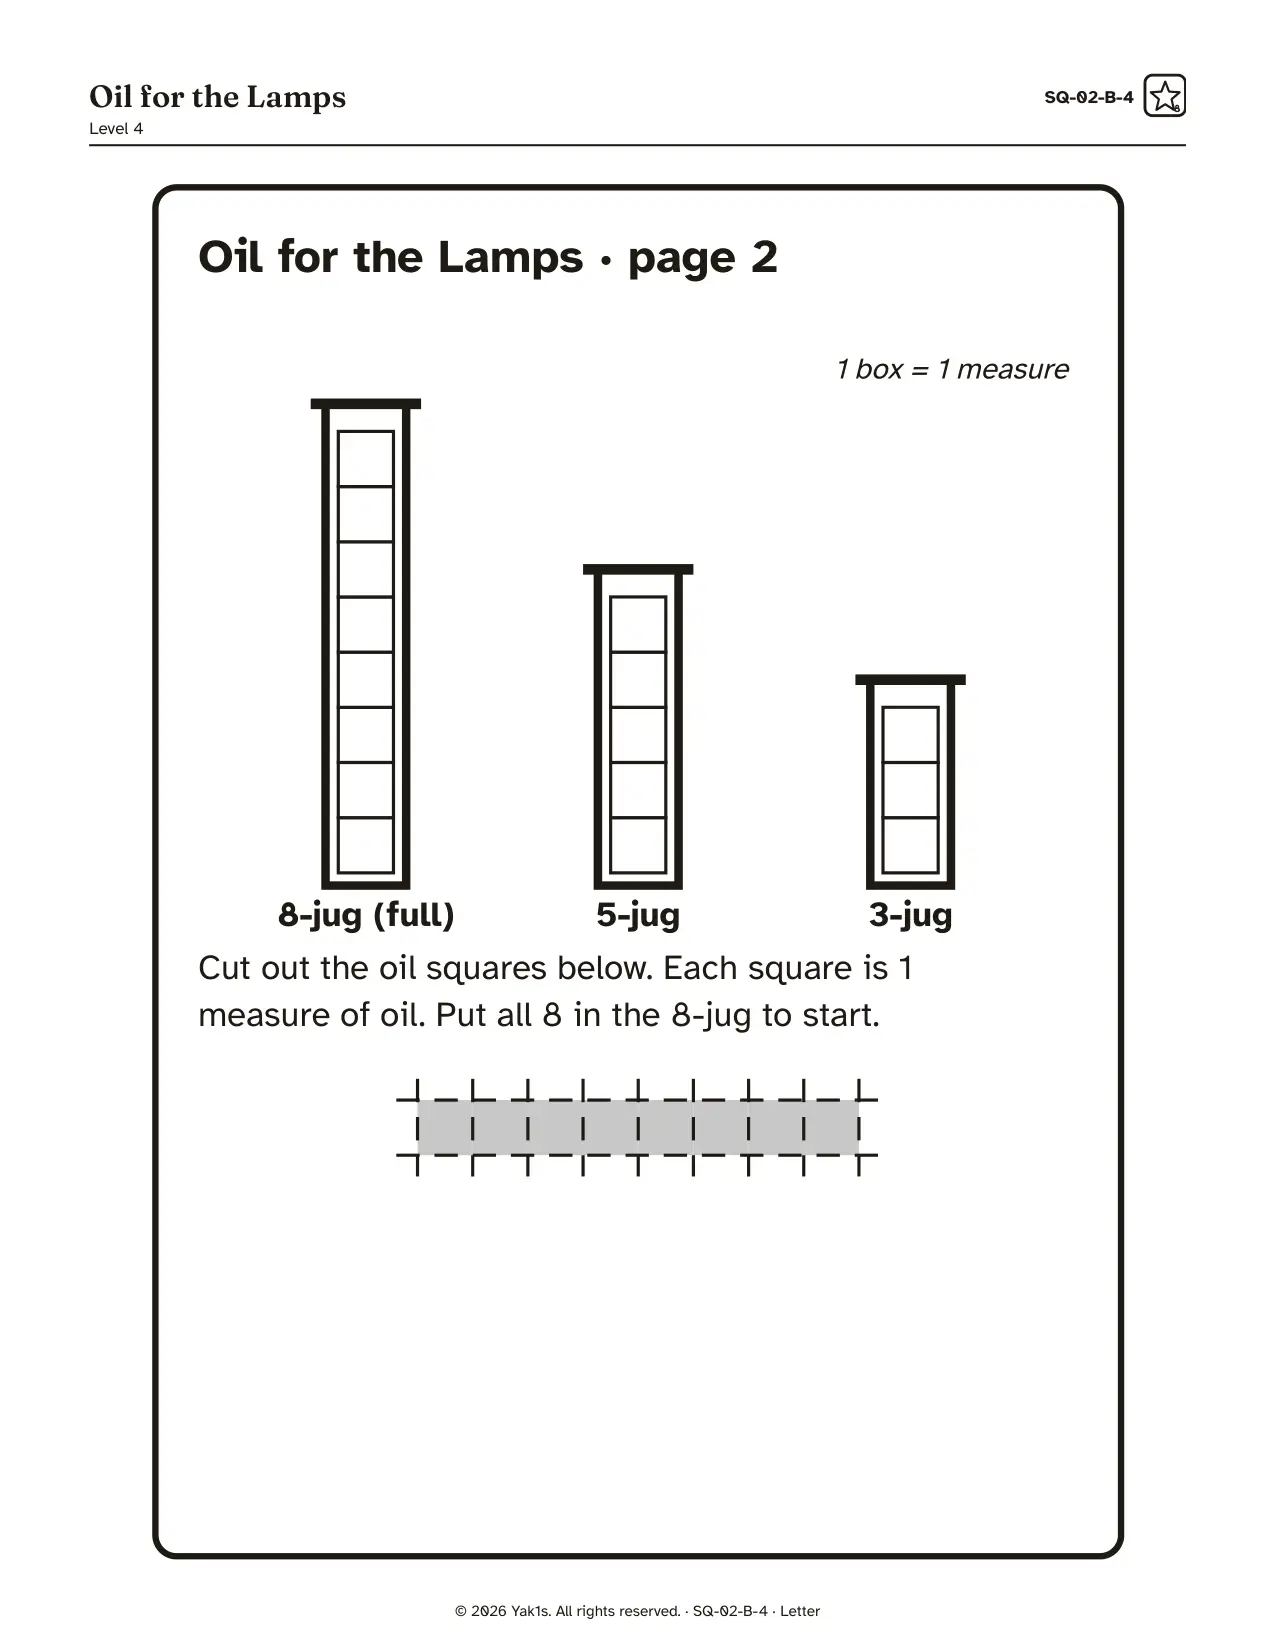 Oil for the Lamps
Level 4
SQ-02-B-4
8
Oil for the Lamps · page 2
1 box = 1 measure
8-jug (full)
5-jug
3-jug
Cut out the oil squares below. Each square is 1
measure of oil. Put all 8 in the 8-jug to start.
© 2026 Yak1s. All rights reserved. · SQ-02-B-4 · Letter